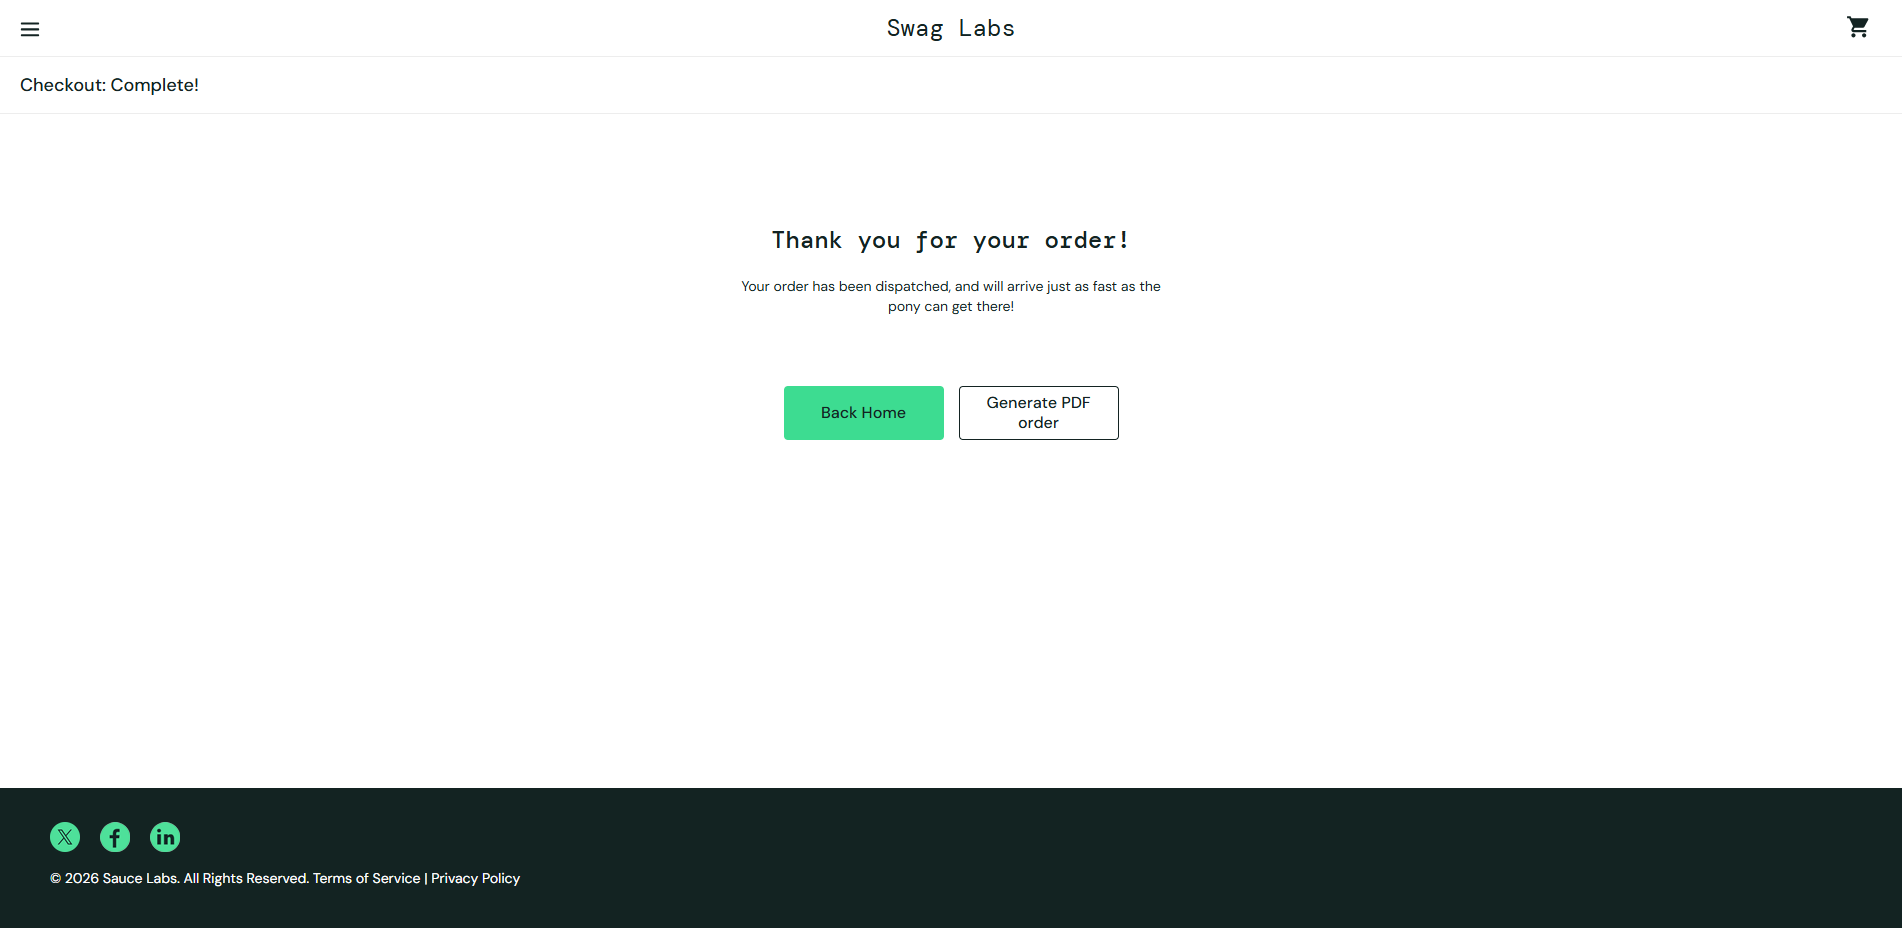 Swag Labs
Checkout: Complete!
Thank you for your order!
Your order has been dispatched, and will arrive just as fast as the
pony can get there!
Back Home
Generate PDF
order
© 2026 Sauce Labs. All Rights Reserved. Terms of Service | Privacy Policy